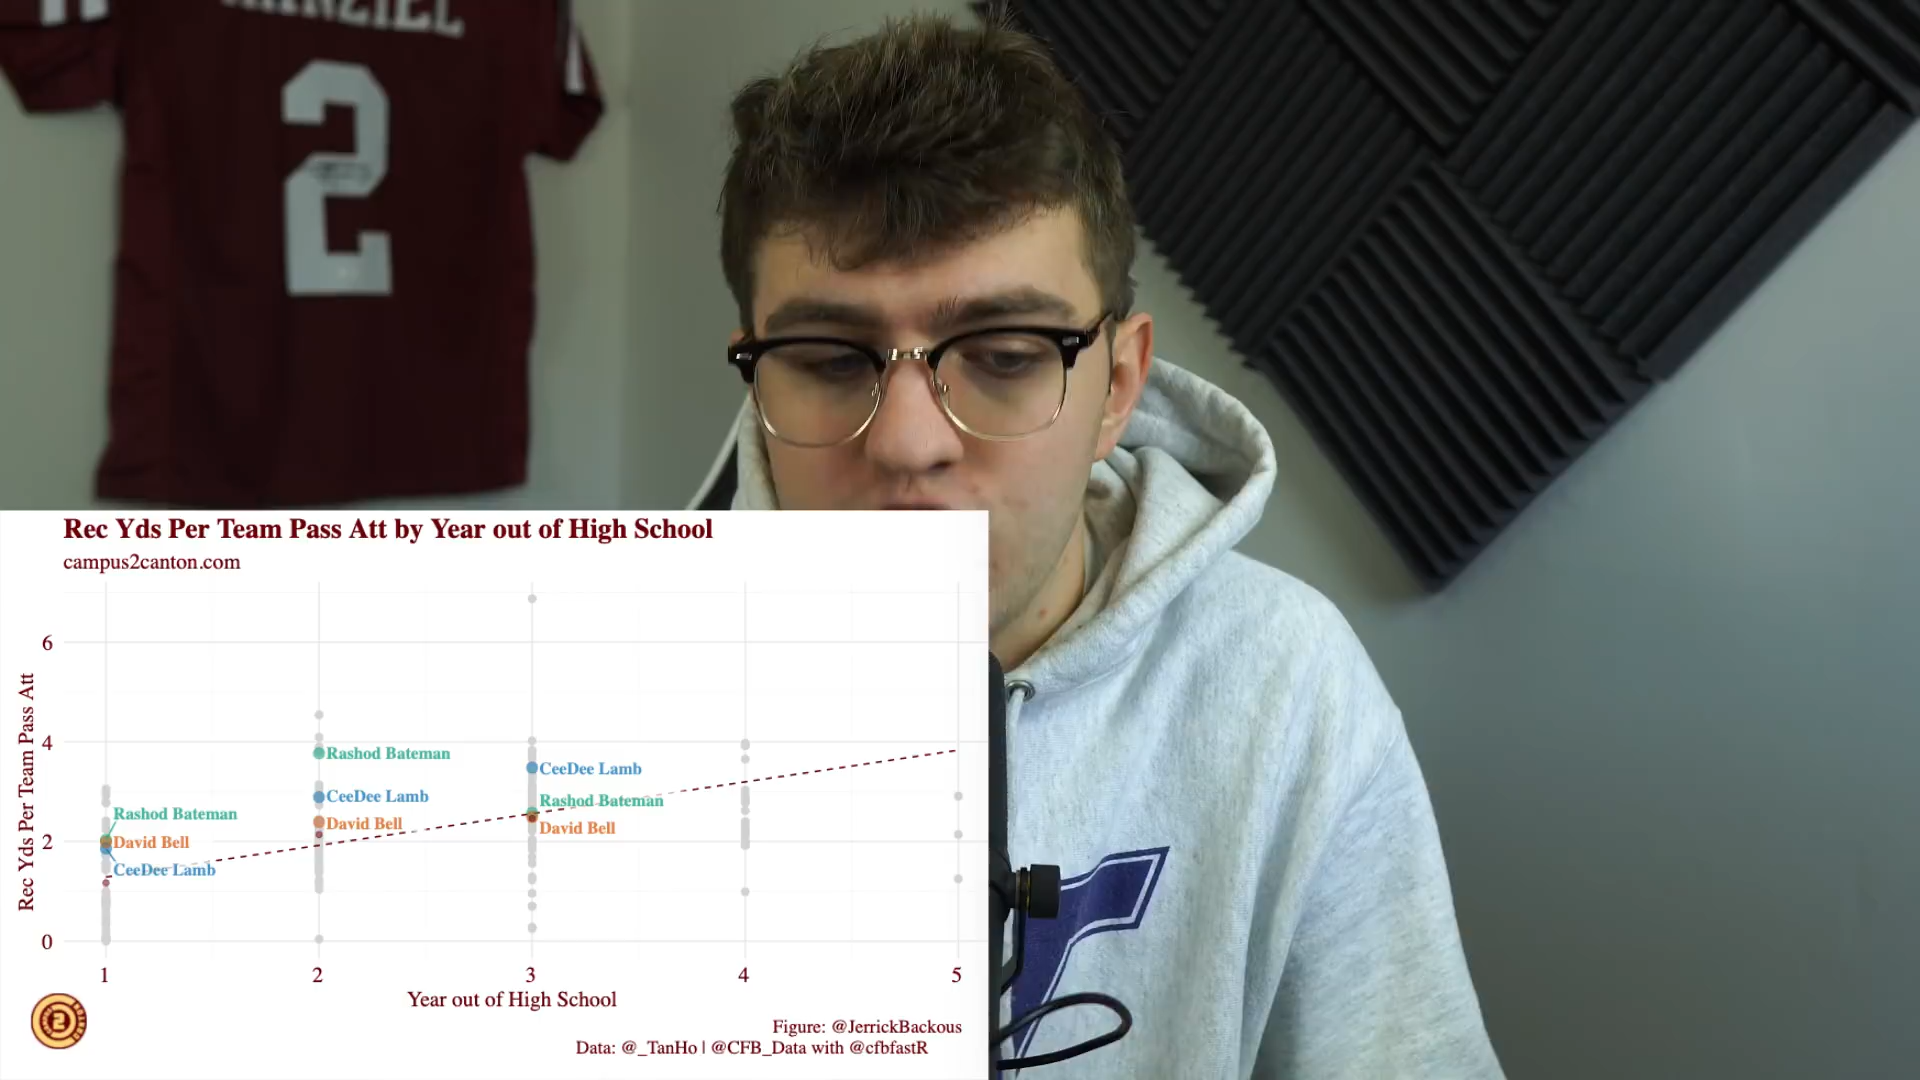 MANZIEL
2
Rec Yds Per Team Pass Att by Year out of High School
campus2canton.com
Rec Yds Per Team Pass Att
6
4
2
0
Rashod Bateman
CeeDee Lamb
David Bell
CeeDee Lamb
Rashod Bateman
David Bell
Rashod Bateman
David Bell
CeeDee Lamb
1 2 3 4 5
Year out of High School
2
Figure: @JerrickBackous
Data: @_TanHo | @CFB_Data with @cfbfastR